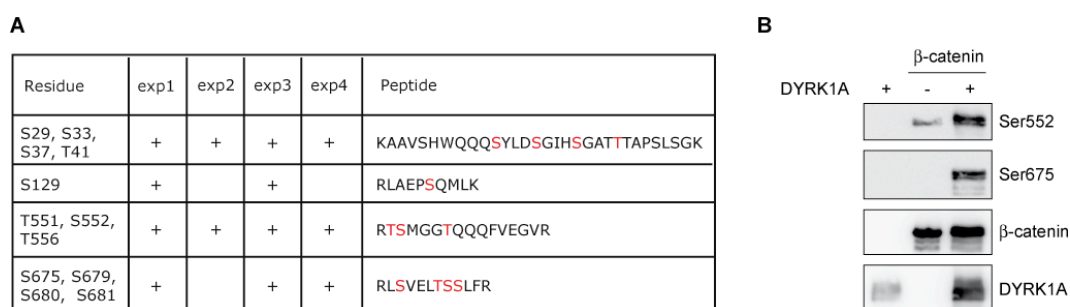 A
Residue exp1 exp2 exp3 exp4 Peptide
S29, S33,
S37, T41 + + + + KAAVSHWQQQSYLDSGIHSGATTTAPSLSGK
S129 + + RLAEPSQMLK
T551, S552,
T556 + + + + RTSMGGTQQQFVEGVR
S675, S679,
S680, S681 + + + RLSVELTSSLFR
B
β-catenin
DYRK1A + - +
Ser552
Ser675
β-catenin
DYRK1A